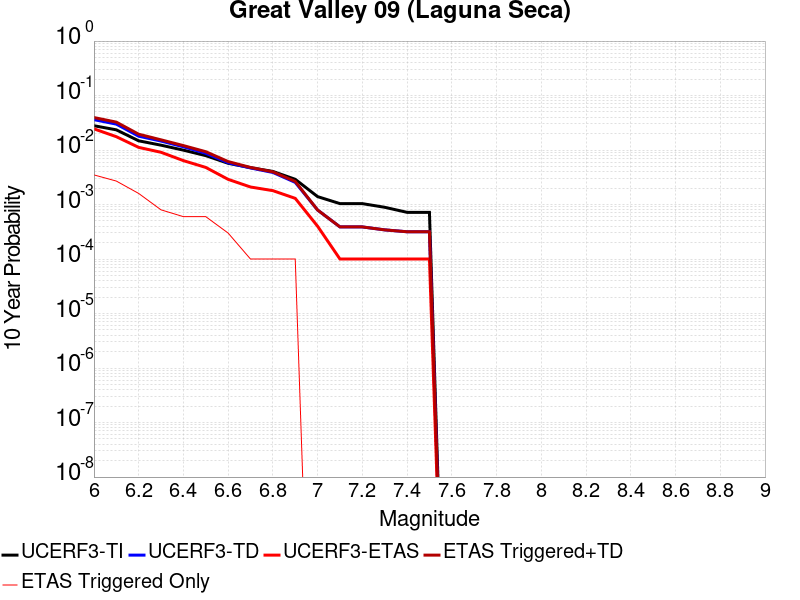 Great Valley 09 (Laguna Seca)
10 Year Probability
10^0
10^-1
10^-2
10^-3
10^-4
10^-5
10^-6
10^-7
10^-8
6 6.2 6.4 6.6 6.8 7 7.2 7.4 7.6 7.8 8 8.2 8.4 8.6 8.8 9
Magnitude
UCERF3-TI UCERF3-TD UCERF3-ETAS ETAS Triggered+TD
ETAS Triggered Only